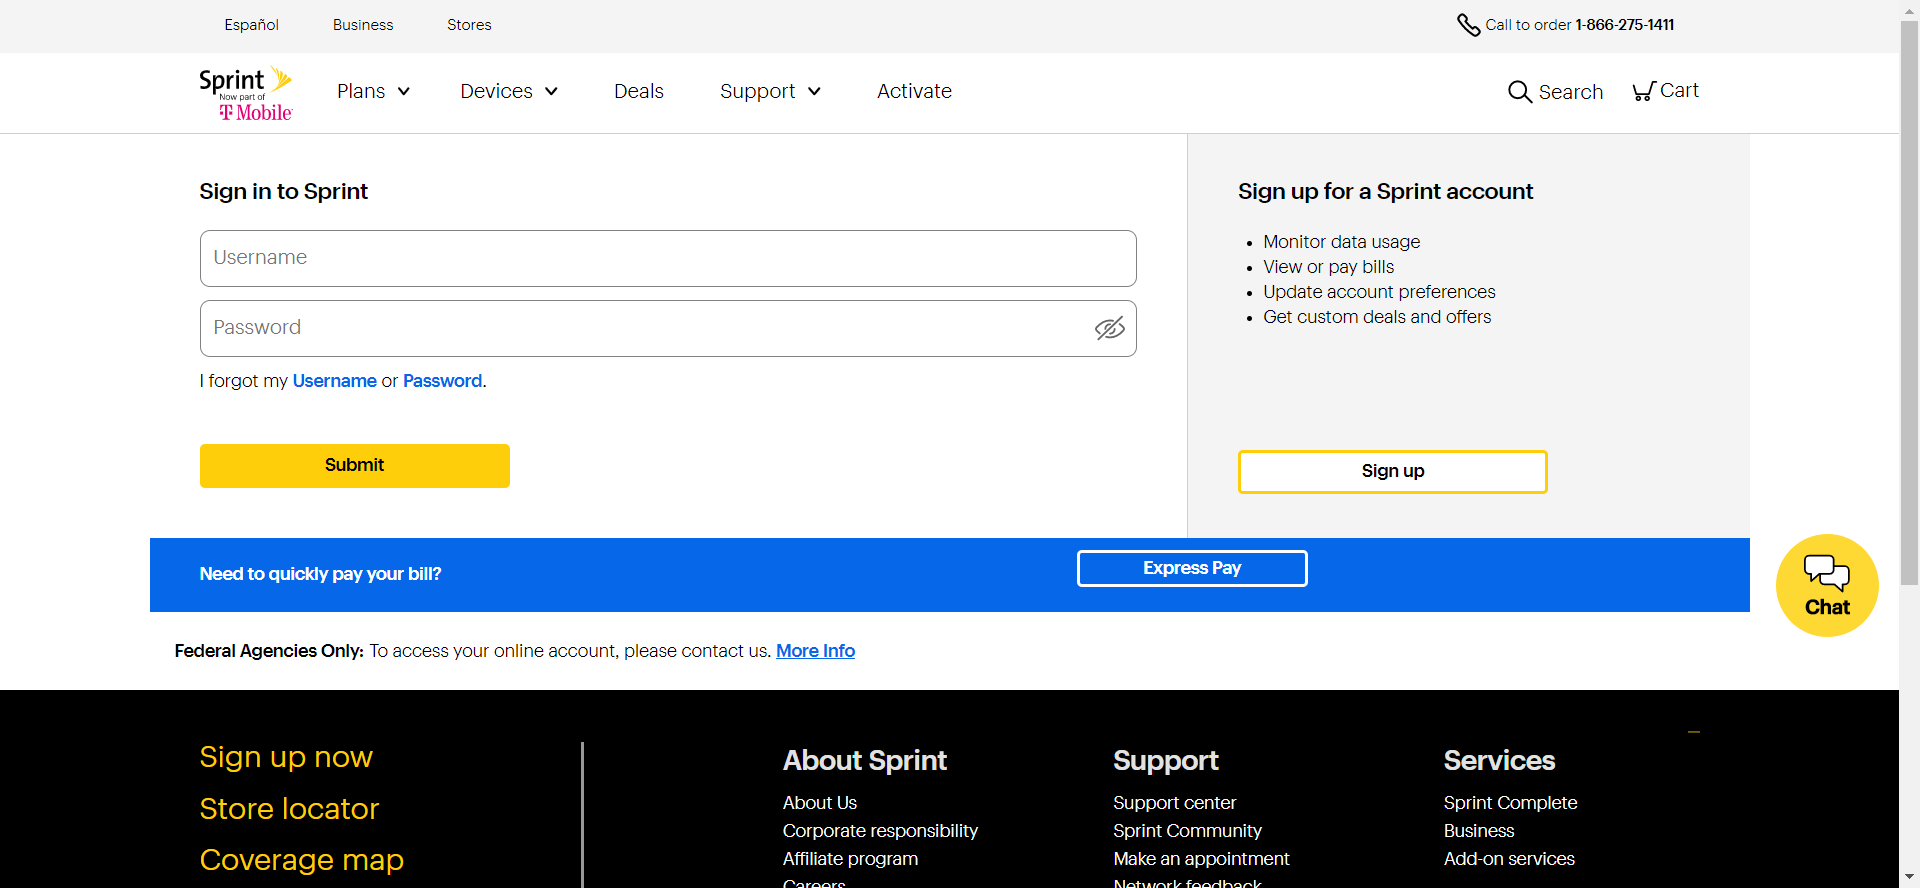 Español Business Stores Call to order 1-866-275-1411
Sprint
Now part of
T Mobile
Plans Devices Deals Support Activate Search Cart
Sign in to Sprint
Username
Password
I forgot my Username or Password.
Submit
Sign up for a Sprint account
Monitor data usage
View or pay bills
Update account preferences
Get custom deals and offers
Sign up
Need to quickly pay your bill? Express Pay
Chat
Federal Agencies Only: To access your online account, please contact us. More Info
Sign up now
Store locator
Coverage map
About Sprint
About Us
Corporate responsibility
Affiliate program
Careers
Support
Support center
Sprint Community
Make an appointment
Network feedback
Services
Sprint Complete
Business
Add-on services